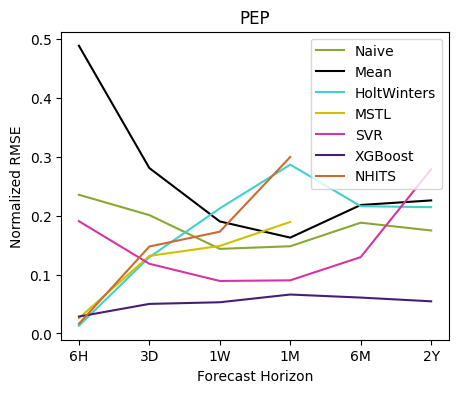 PEP
Normalized RMSE
0.5
0.4
0.3
0.2
0.1
0.0
Naive
Mean
HoltWinters
MSTL
SVR
XGBoost
NHITS
6H 3D 1W 1M 6M 2Y
Forecast Horizon